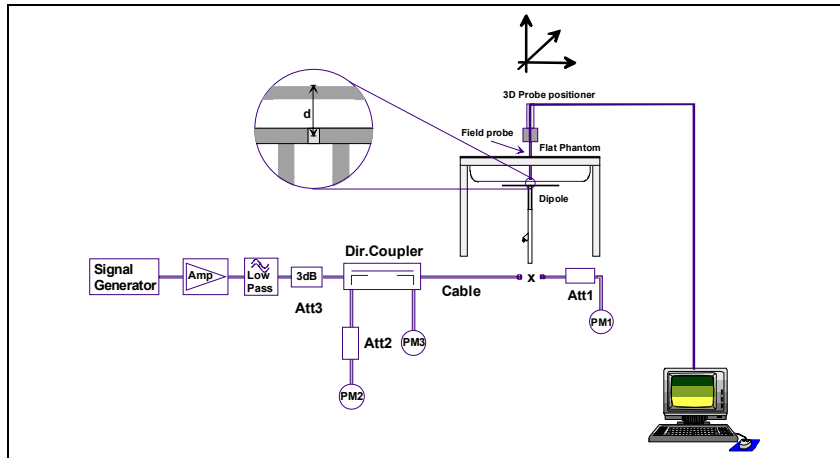 3D Probe positioner
d
Field probe
Flat Phantom
Dipole
Dir.Coupler
Signal
Generator
Amp
Low
Pass
3dB
Cable
x
Att1
Att3
PM1
Att2
PM3
PM2